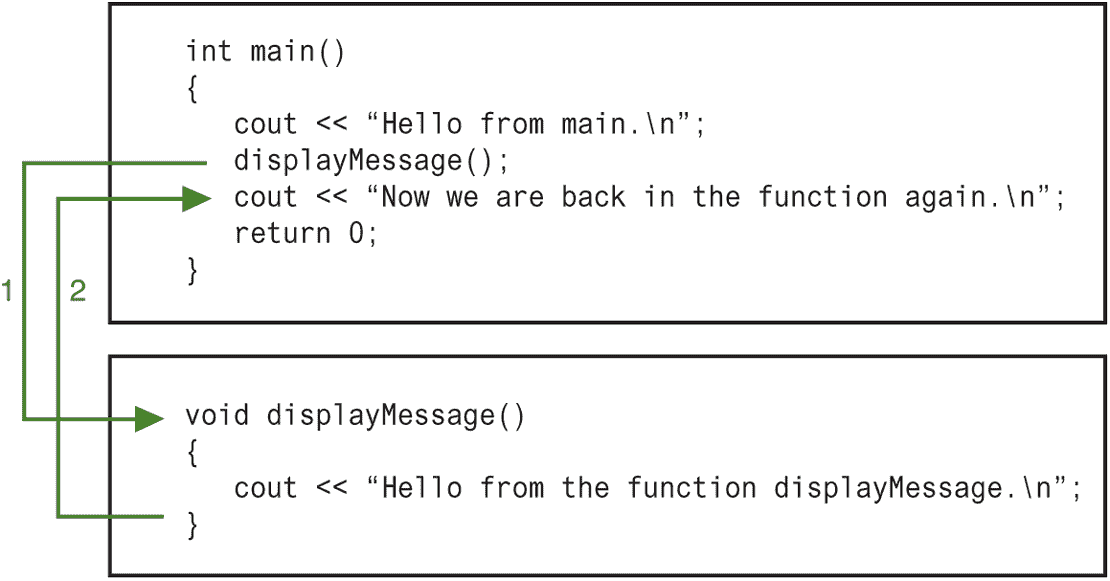 int main()
{
cout << “Hello from main.\n”;
displayMessage();
cout << “Now we are back in the function again.\n”;
return 0;
}
1
2
void displayMessage()
{
cout << “Hello from the function displayMessage.\n”;
}